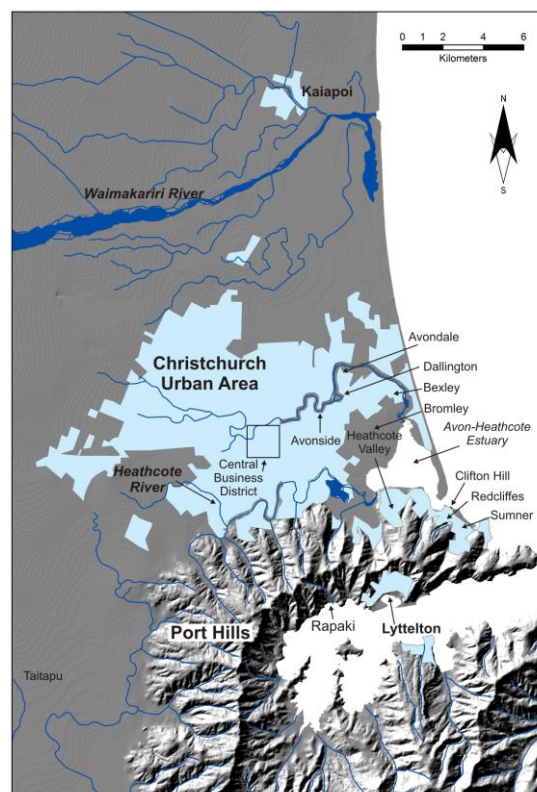 0 2 4 6
Kilometers
Kaiapoi
N
S
Waimakariri River
Avondale
Christchurch
Urban Area
Dallington
Bexley
Bromley
Avonside
Heathcote
Valley
Avon-Heathcote
Estuary
Central
Business
District
Heathcote
River
Clifton Hill
Redcliffes
Sumner
Port Hills
Rapaki
Lyttelton
Taitapu